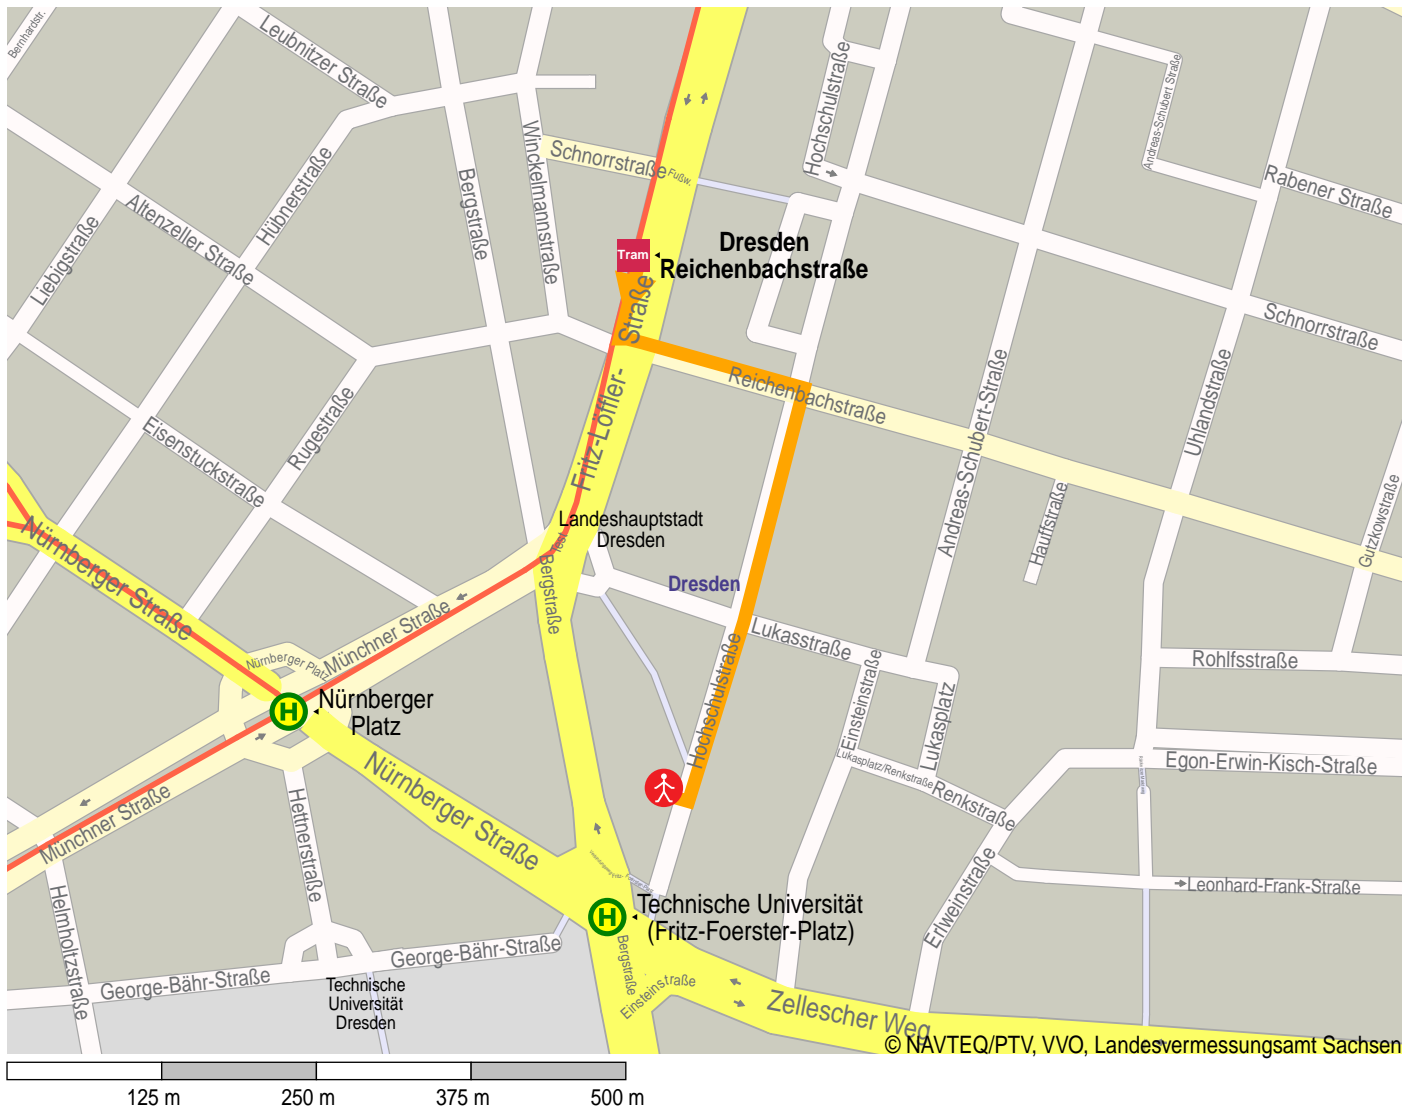 Bernhardstr.
Leubnitzer Straße
Hochschulstraße
Andreas-Schubert Straße
Winckelmannstraße
Schnorrstraße
Fußw.
Hübnerstraße
Bergstraße
Rabener Straße
Altenzeller Straße
Liebigstraße
Tram
Dresden
Reichenbachstraße
Straße
Schnorrstraße
Reichenbachstraße
Fritz-Löffler-
Andreas-Schubert-Straße
Uhlandstraße
Rugestraße
Eisenstuckstraße
Hauffstraße
Gutzkowstraße
Landeshauptstadt
Dresden
Nürnberger Straße
Bergstraße
Dresden
Münchner Straße
Lukasstraße
Nürnberger Platz
Hochschulstraße
Einsteinstraße
Rohlfsstraße
H
Nürnberger
Platz
Lukasplatz
Lukasplatz/Renkstraße
Renkstraße
Egon-Erwin-Kisch-Straße
Nürnberger Straße
Münchner Straße
Hettnerstraße
Erlweinstraße
Leonhard-Frank-Straße
Helmholtzstraße
H
Technische Universität
(Fritz-Foerster-Platz)
George-Bähr-Straße
George-Bähr-Straße
Bergstraße
Einsteinstraße
Technische
Universität
Dresden
Zellescher Weg
© NAVTEQ/PTV, VVO, Landesvermessungsamt Sachsen
125 m
250 m
375 m
500 m